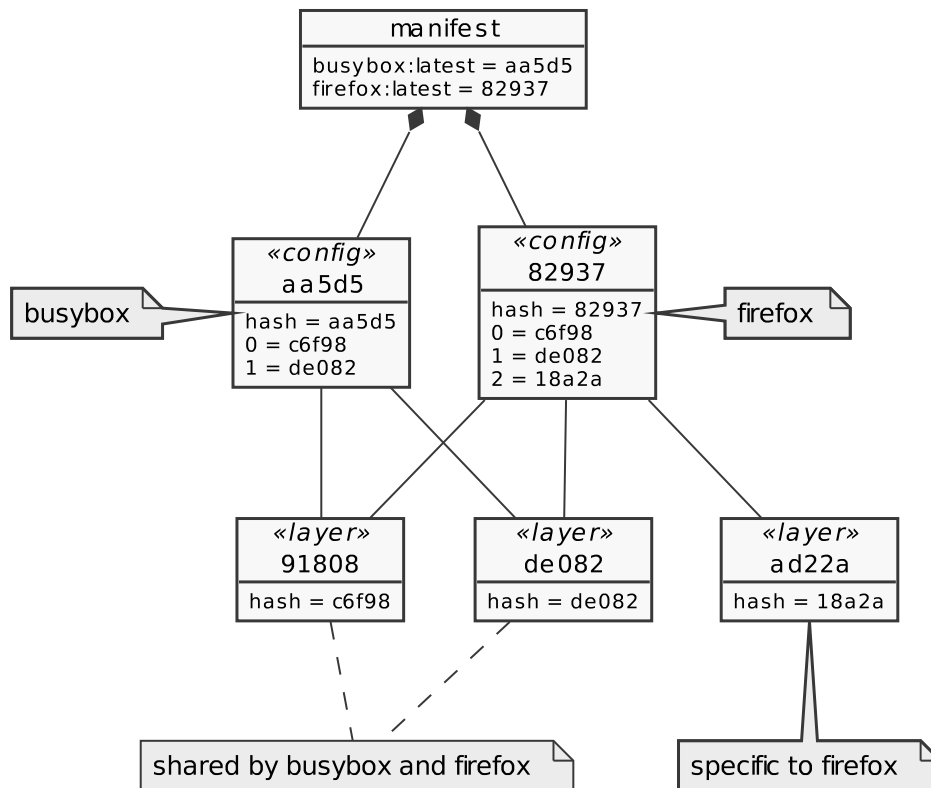 manifest
busybox:latest = aa5d5
firefox:latest = 82937
«config»
aa5d5
hash = aa5d5
0 = c6f98
1 = de082
«config»
82937
hash = 82937
0 = c6f98
1 = de082
2 = 18a2a
busybox
firefox
«layer»
91808
hash = c6f98
«layer»
de082
hash = de082
«layer»
ad22a
hash = 18a2a
shared by busybox and firefox
specific to firefox